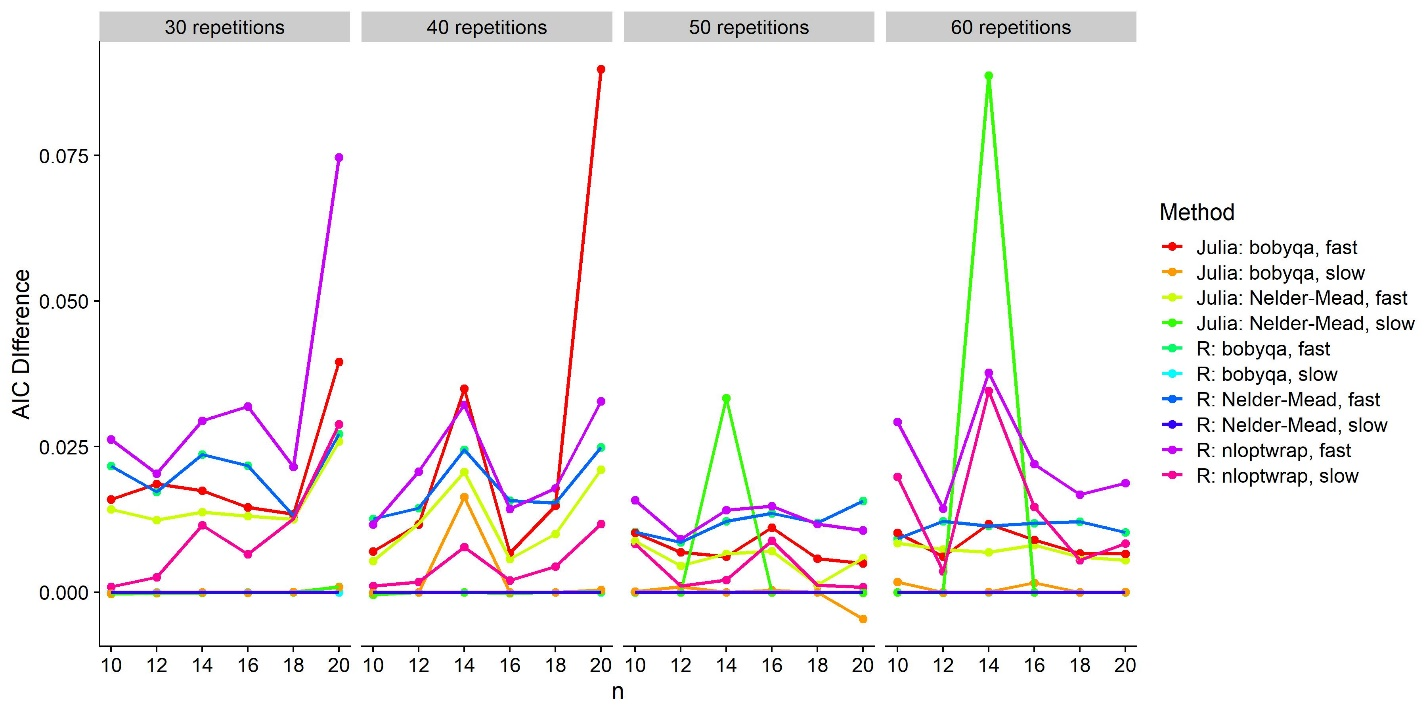 30 repetitions 40 repetitions 50 repetitions 60 repetitions
0.075
0.050
0.025
0.000
AIC DIfference
10 12 14 16 18 20 10 12 14 16 18 20 10 12 14 16 18 20 10 12 14 16 18 20
n
Method
Julia: bobyqa, fast
Julia: bobyqa, slow
Julia: Nelder-Mead, fast
Julia: Nelder-Mead, slow
R: bobyqa, fast
R: bobyqa, slow
R: Nelder-Mead, fast
R: Nelder-Mead, slow
R: nloptwrap, fast
R: nloptwrap, slow